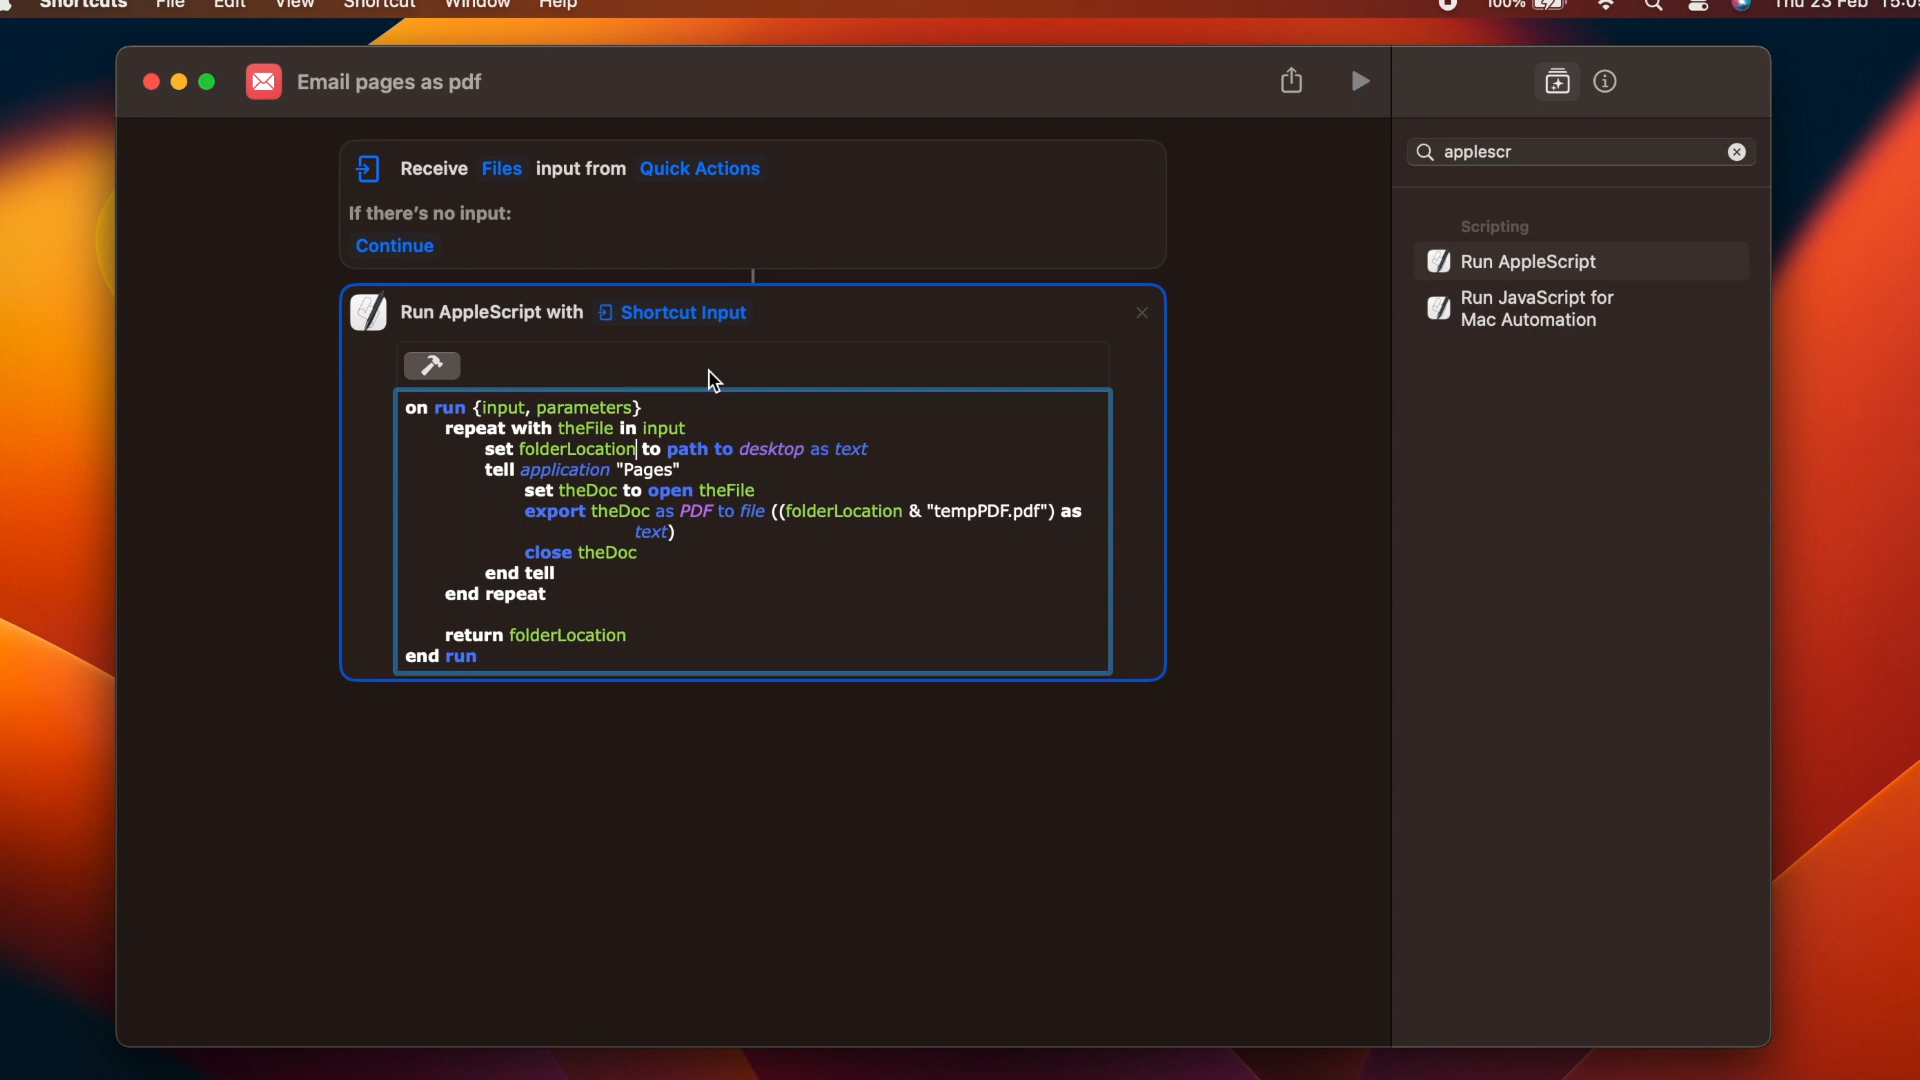 Shortcuts File Edit View Shortcut Window Help 100% Thu 23 Feb
Email pages as pdf
applescr
Receive Files input from Quick Actions
If there's no input:
Continue
Scripting
Run AppleScript
Run JavaScript for
Mac Automation
Run AppleScript with Shortcut Input
on run {input, parameters}
repeat with theFile in input
set folderLocation to path to desktop as text
tell application "Pages"
set theDoc to open theFile
export theDoc as PDF to file ((folderLocation & "tempPDF.pdf") as
text)
close theDoc
end tell
end repeat
return folderLocation
end run